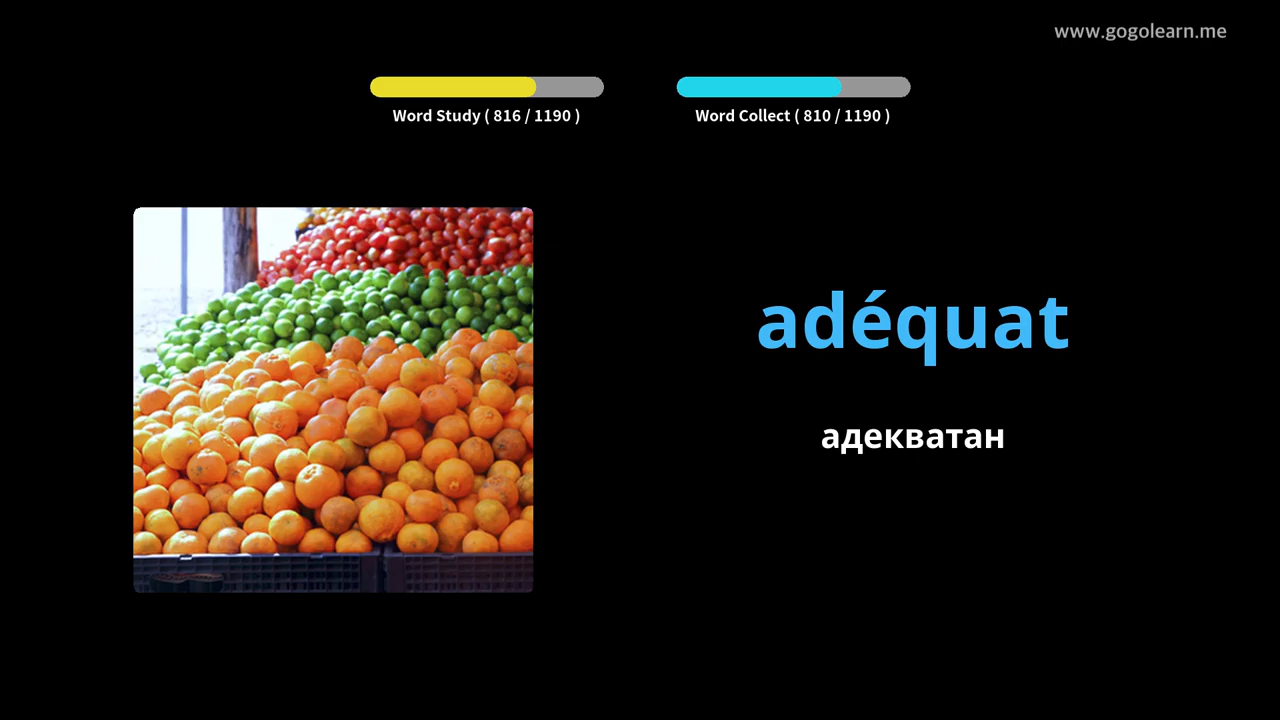 www.gogolearn.me
Word Study ( 816 / 1190 )
Word Collect ( 810 / 1190 )
adéquat
адекватан